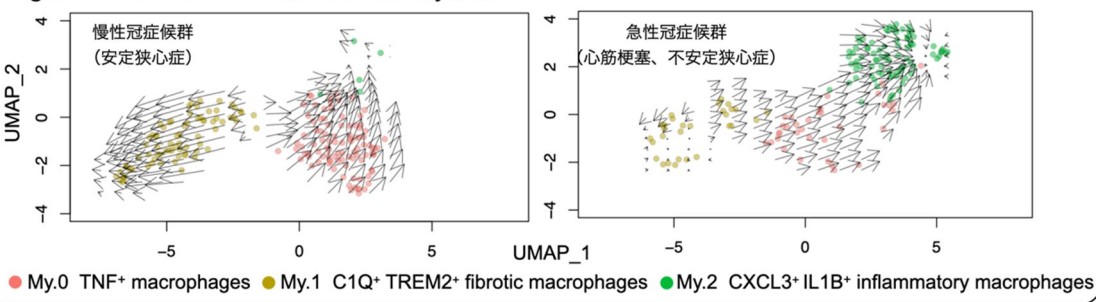 慢性冠症候群
（安定狭心症）
急性冠症候群
（心筋梗塞、不安定狭心症）
UMAP_2
4
2
0
−2
−4
4
2
0
−2
−4
−5
0
5
−5
0
5
UMAP_1
My.0 TNF⁺ macrophages
My.1 C1Q⁺ TREM2⁺ fibrotic macrophages
My.2 CXCL3⁺ IL1B⁺ inflammatory macrophages